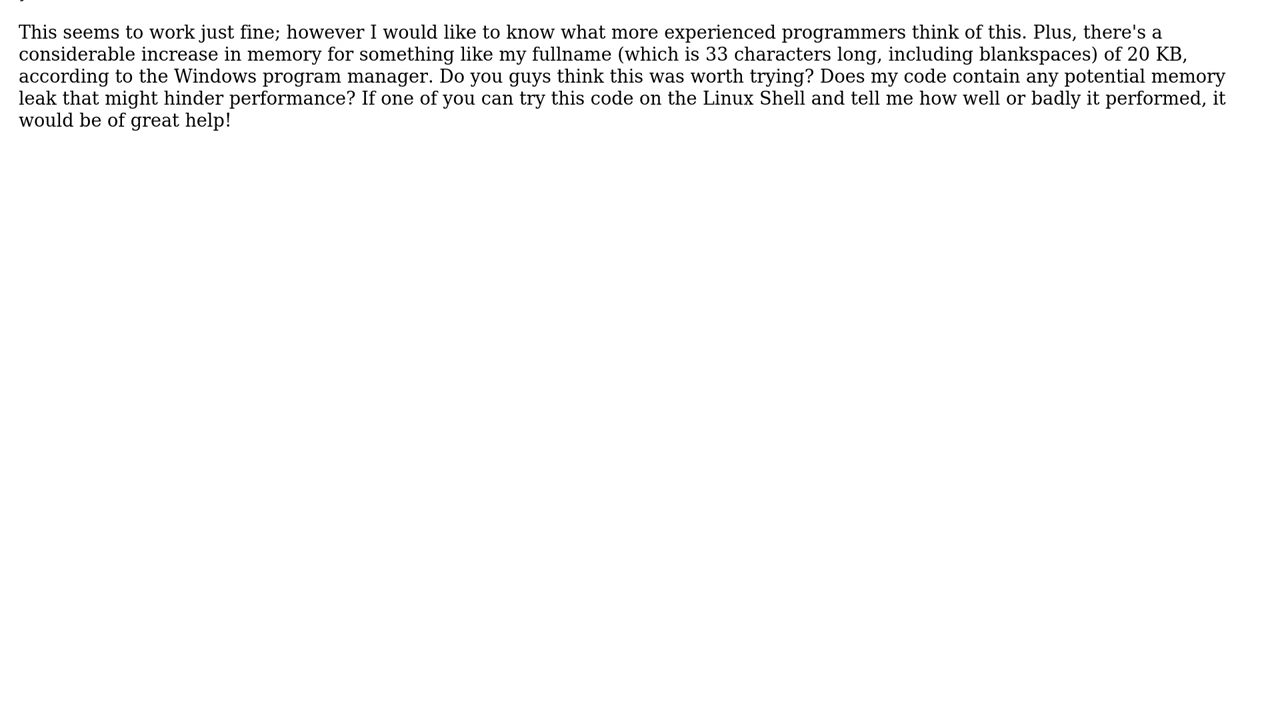 This seems to work just fine; however I would like to know what more experienced programmers think of this. Plus, there's a
considerable increase in memory for something like my fullname (which is 33 characters long, including blankspaces) of 20 KB,
according to the Windows program manager. Do you guys think this was worth trying? Does my code contain any potential memory
leak that might hinder performance? If one of you can try this code on the Linux Shell and tell me how well or badly it performed, it
would be of great help!